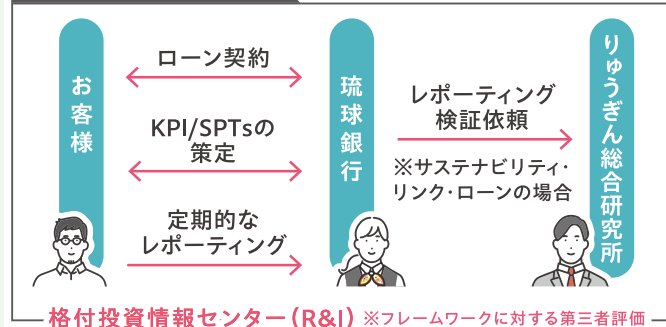 お客様
ローン契約
KPI/SPTsの
策定
定期的な
レポーティング
琉球銀行
レポーティング
検証依頼
※サステナビリティ・
リンク・ローンの場合
りゅうぎん総合研究所
格付投資情報センター(R&I) ※フレームワークに対する第三者評価